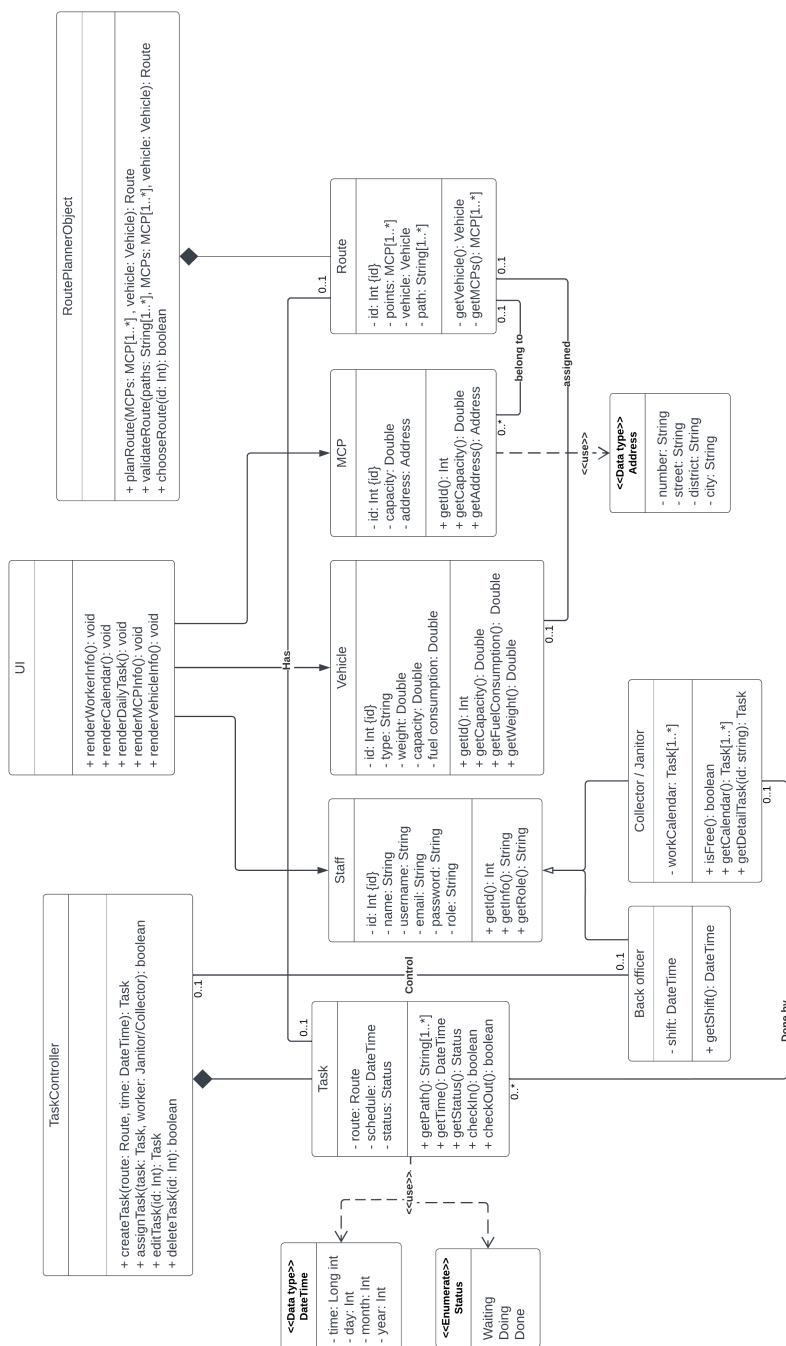 TaskController
+ createTask(route: Route, time: DateTime): Task
+ assignTask(task: Task, worker: Janitor/Collector): boolean
+ editTask(id: Int): Task
+ deleteTask(id: Int): boolean
UI
+ renderWorkerInfo(): void
+ renderCalendar(): void
+ renderDailyTask(): void
+ renderMCPInfo(): void
+ renderVehicleInfo(): void
RoutePlannerObject
+ planRoute(MCPs: MCP[1..*] , vehicle: Vehicle): Route
+ validateRoute(paths: String[1..*], MCPs: MCP[1..*], vehicle: Vehicle): Route
+ chooseRoute(id: Int): boolean
0..1
Has
0..1
0..1
<<Data type>>
DateTime
- time: Long int
- day: Int
- month: Int
- year: Int
<<Enumerate>>
Status
Waiting
Doing
Done
<<use>>
Task
- route: Route
- schedule: DateTime
- status: Status
+ getPath(): String[1..*]
+ getTime(): DateTime
+ getStatus(): Status
+ checkIn(): boolean
+ checkOut(): boolean
0..*
Control
Staff
- id: Int {id}
- name: String
- username: String
- email: String
- password: String
- role: String
+ getId(): Int
+ getInfo(): String
+ getRole(): String
Vehicle
- id: Int {id}
- type: String
- weight: Double
- capacity: Double
- fuel consumption: Double
+ getId(): Int
+ getCapacity(): Double
+ getFuelConsumption(): Double
+ getWeight(): Double
0..1
MCP
- id: Int {id}
- capacity: Double
- address: Address
+ getId(): Int
+ getCapacity(): Double
+ getAddress(): Address
0..*
Route
- id: Int {id}
- points: MCP[1..*]
- vehicle: Vehicle
- path: String[1..*]
- getVehicle(): Vehicle
- getMCPs(): MCP[1..*]
0..1
0..1
belong to
assigned
<<use>>
0..1
Back officer
- shift: DateTime
+ getShift(): DateTime
Collector / Janitor
- workCalendar: Task[1..*]
+ isFree(): boolean
+ getCalendar(): Task[1..*]
+ getDetailTask(id: string): Task
0..1
<<Data type>>
Address
- number: String
- street: String
- district: String
- city: String
Done by